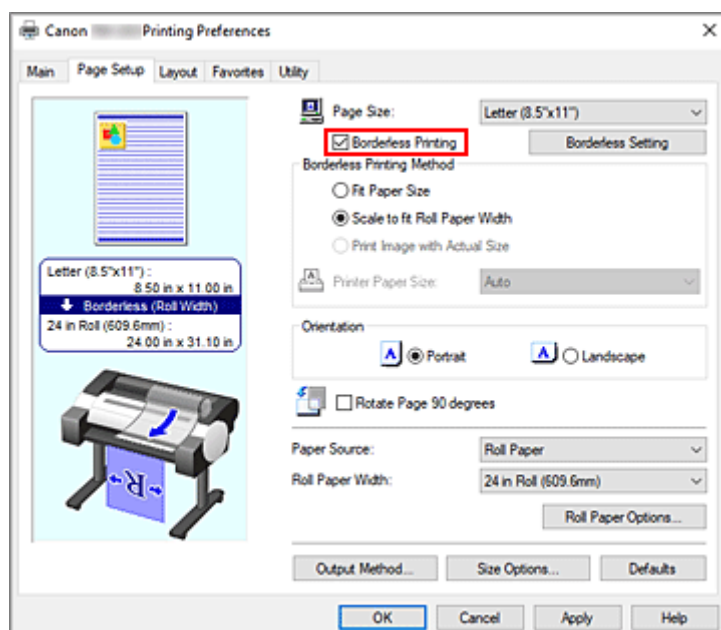 Canon Printing Preferences
Main Page Setup Layout Favorites Utility
Page Size: Letter (8.5"x11")
Borderless Printing Borderless Setting
Borderless Printing Method
Fit Paper Size
Scale to fit Roll Paper Width
Print Image with Actual Size
Printer Paper Size: Auto
Letter (8.5"x11") :
8.50 in x 11.00 in
Borderless (Roll Width)
24 in Roll (609.6mm) :
24.00 in x 31.10 in
Orientation
A Portrait A Landscape
Rotate Page 90 degrees
Paper Source: Roll Paper
Roll Paper Width: 24 in Roll (609.6mm)
Roll Paper Options...
R
Output Method... Size Options... Defaults
OK Cancel Apply Help